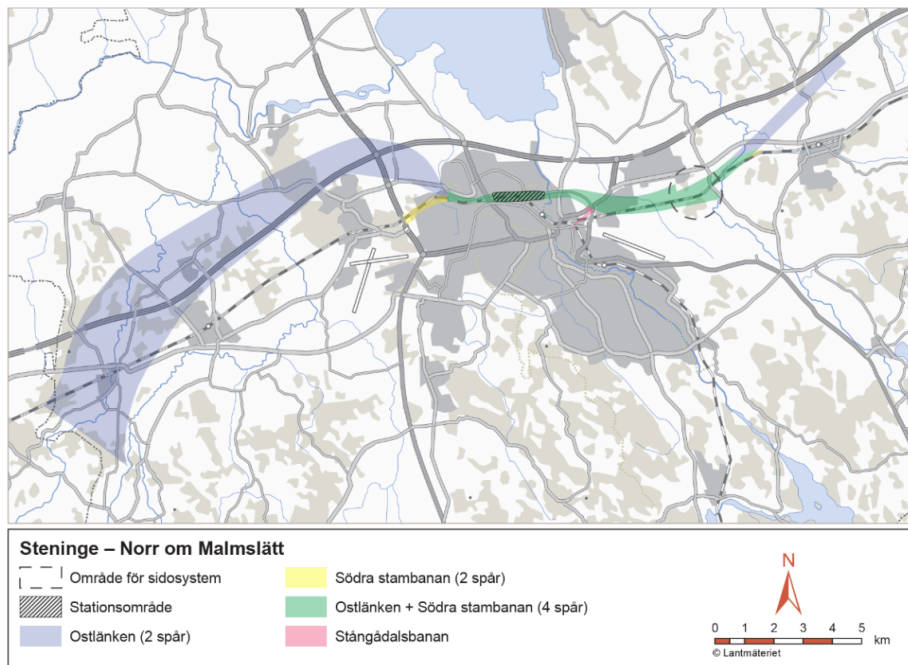 Steninge – Norr om Malmslätt
Område för sidosystem
Stationsområde
Ostlänken (2 spår)
Södra stambanan (2 spår)
Ostlänken + Södra stambanan (4 spår)
Stångådalsbanan
N
0 1 2 3 4 5
km
© Lantmäteriet